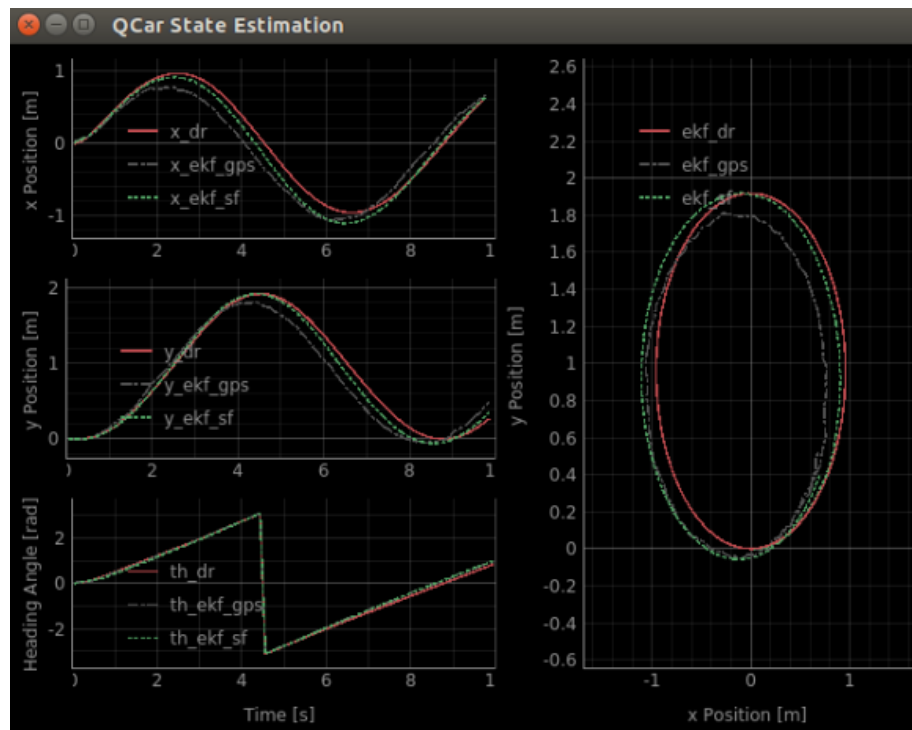 QCar State Estimation
x Position [m]
1
0
-1
x_dr
x_ekf_gps
x_ekf_sf
2 4 6 8 1
y Position [m]
2
0
y_dr
y_ekf_gps
y_ekf_sf
2 4 6 8 1
Heading Angle [rad]
2
0
-2
th_dr
th_ekf_gps
th_ekf_sf
2 4 6 8 1
Time [s]
y Position [m]
2.6
2.4
2.2
2
1.8
1.6
1.4
1.2
1
0.8
0.6
0.4
0.2
0
-0.2
-0.4
-0.6
ekf_dr
ekf_gps
-1 0 1
x Position [m]